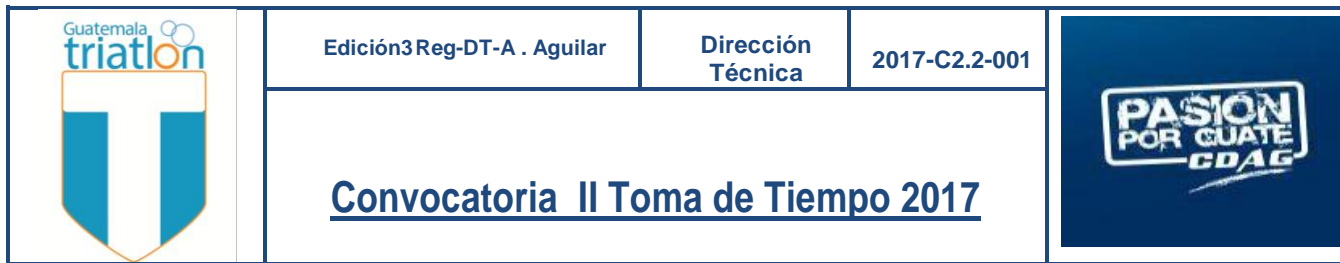 Guatemala
triatlon
Edición3 Reg-DT-A . Aguilar
Dirección
Técnica
2017-C2.2-001
Convocatoria II Toma de Tiempo 2017
PASIÓN
POR GUATE
CDAG